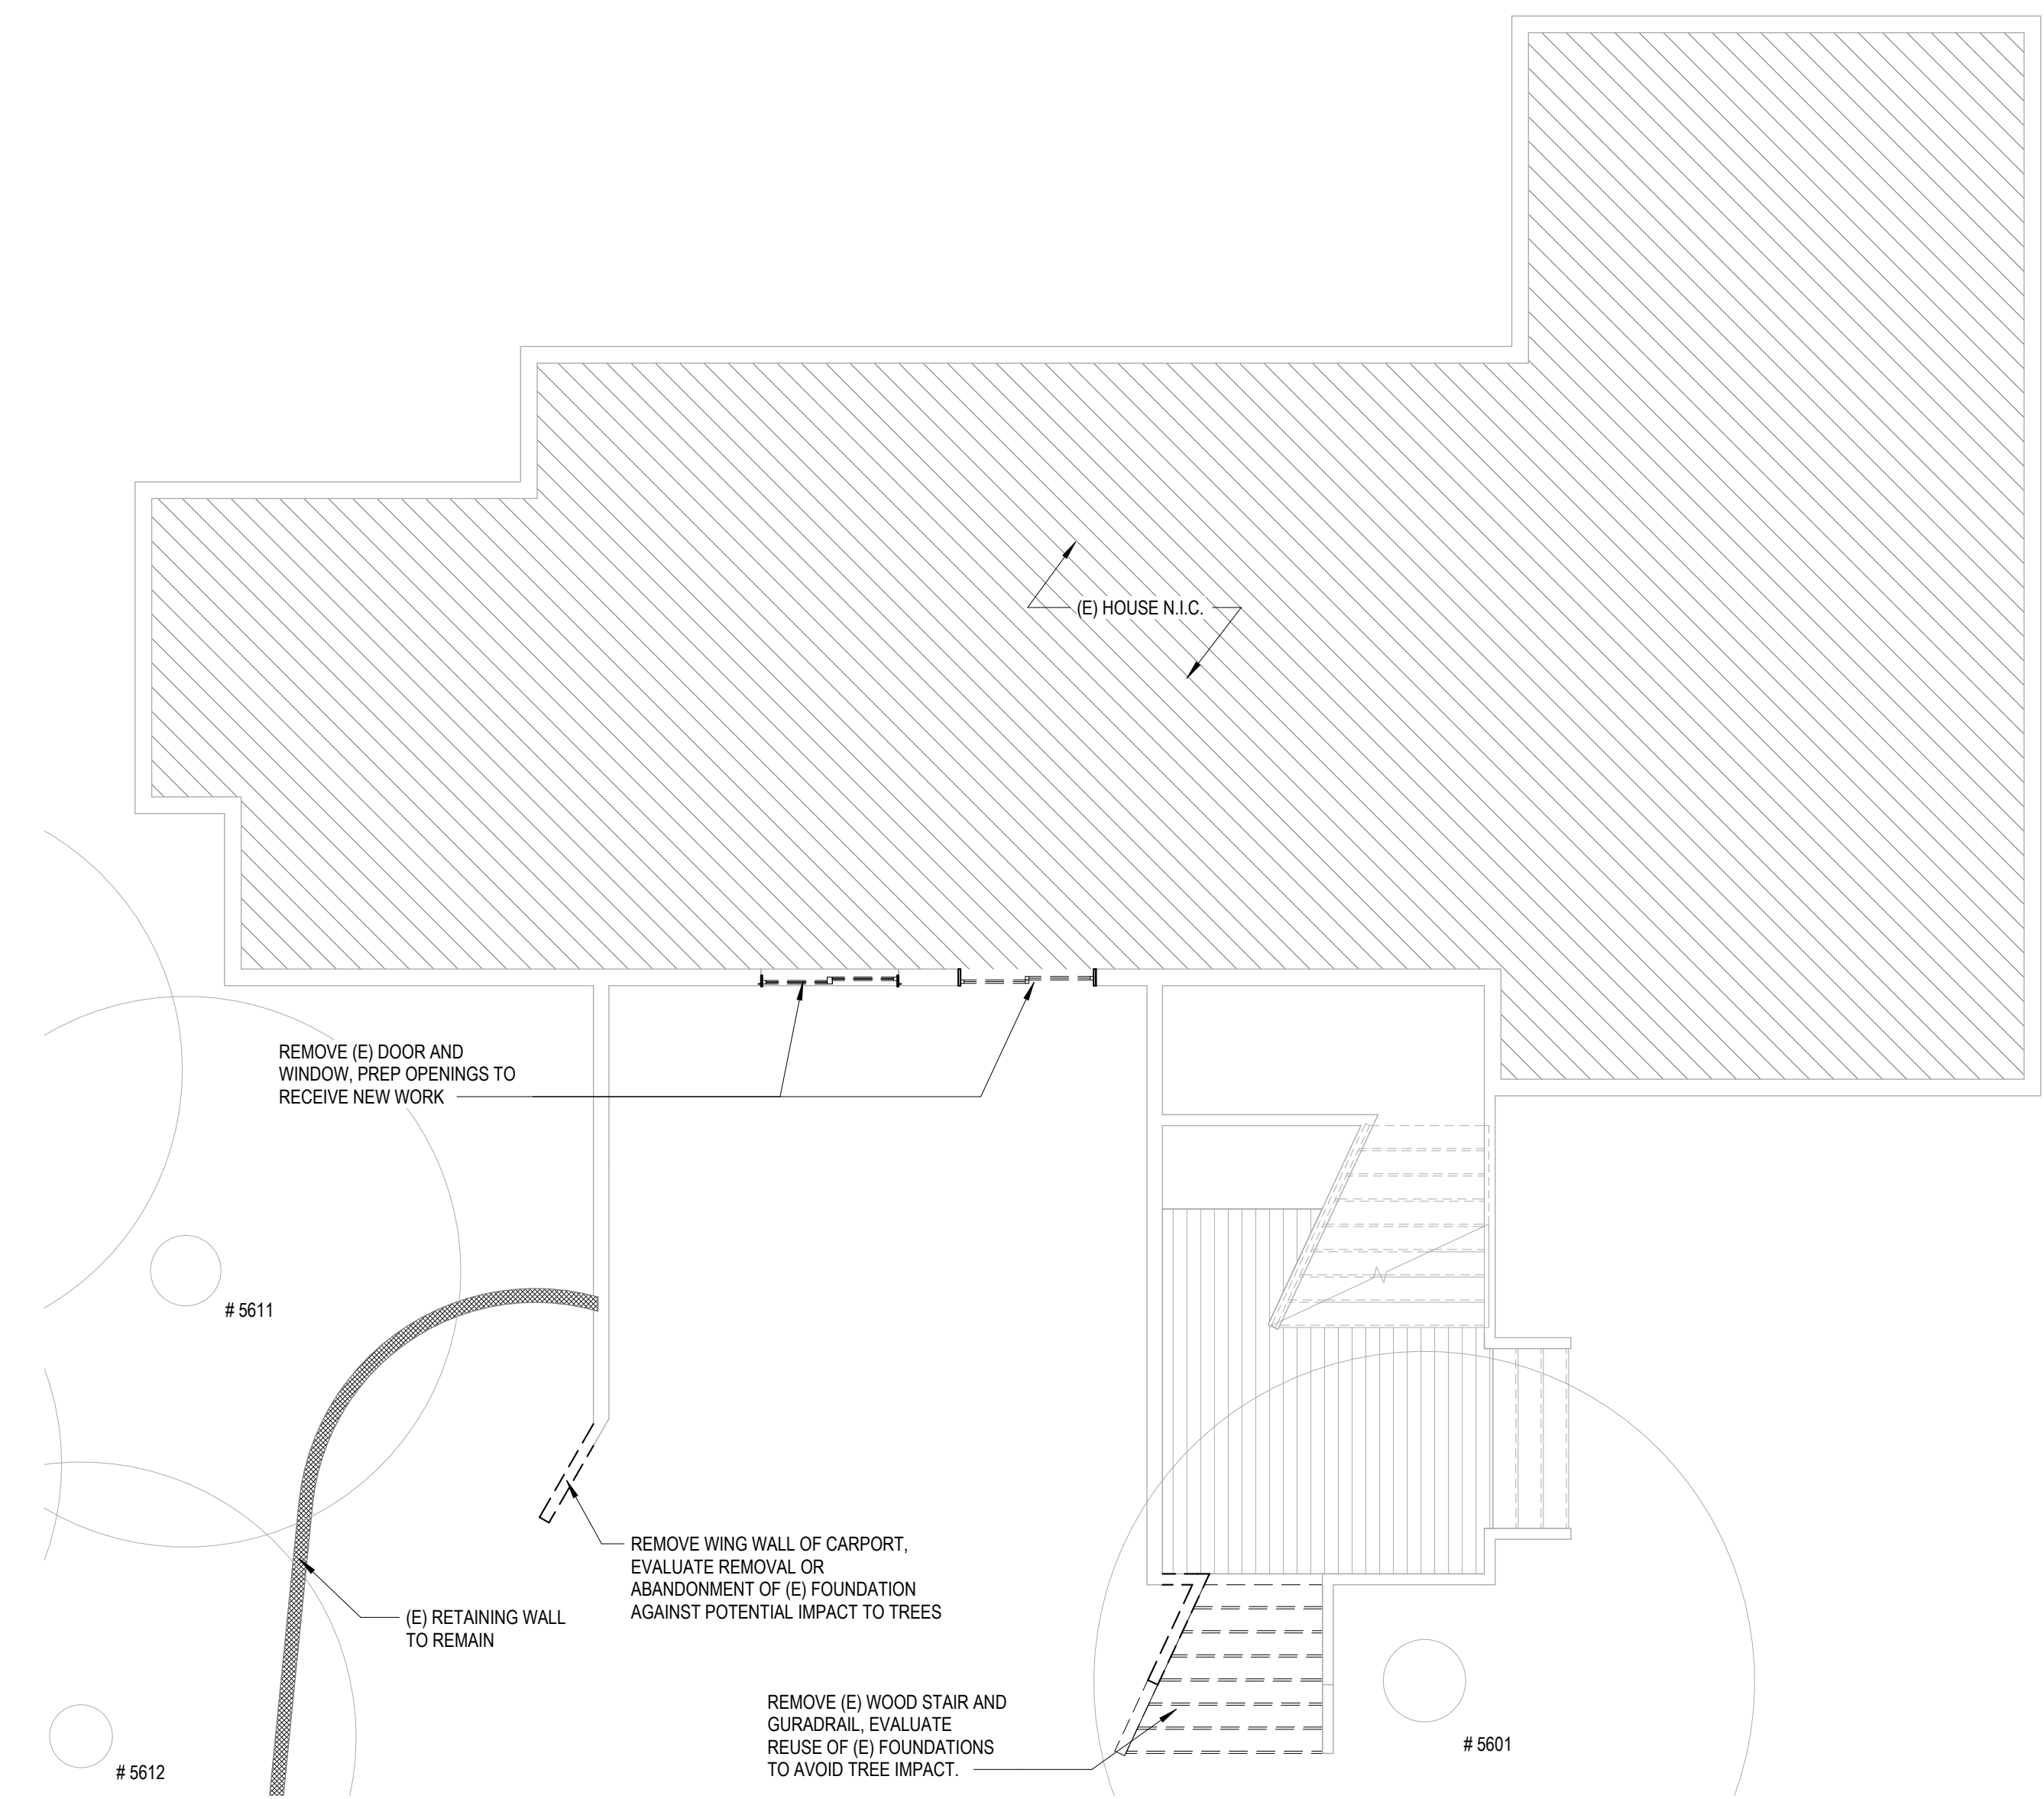 (E) HOUSE N.I.C.
REMOVE (E) DOOR AND
WINDOW, PREP OPENINGS TO
RECEIVE NEW WORK
# 5611
REMOVE WING WALL OF CARPORT,
EVALUATE REMOVAL OR
ABANDONMENT OF (E) FOUNDATION
AGAINST POTENTIAL IMPACT TO TREES
(E) RETAINING WALL
TO REMAIN
REMOVE (E) WOOD STAIR AND
GURADRAIL, EVALUATE
REUSE OF (E) FOUNDATIONS
TO AVOID TREE IMPACT.
# 5601
# 5612